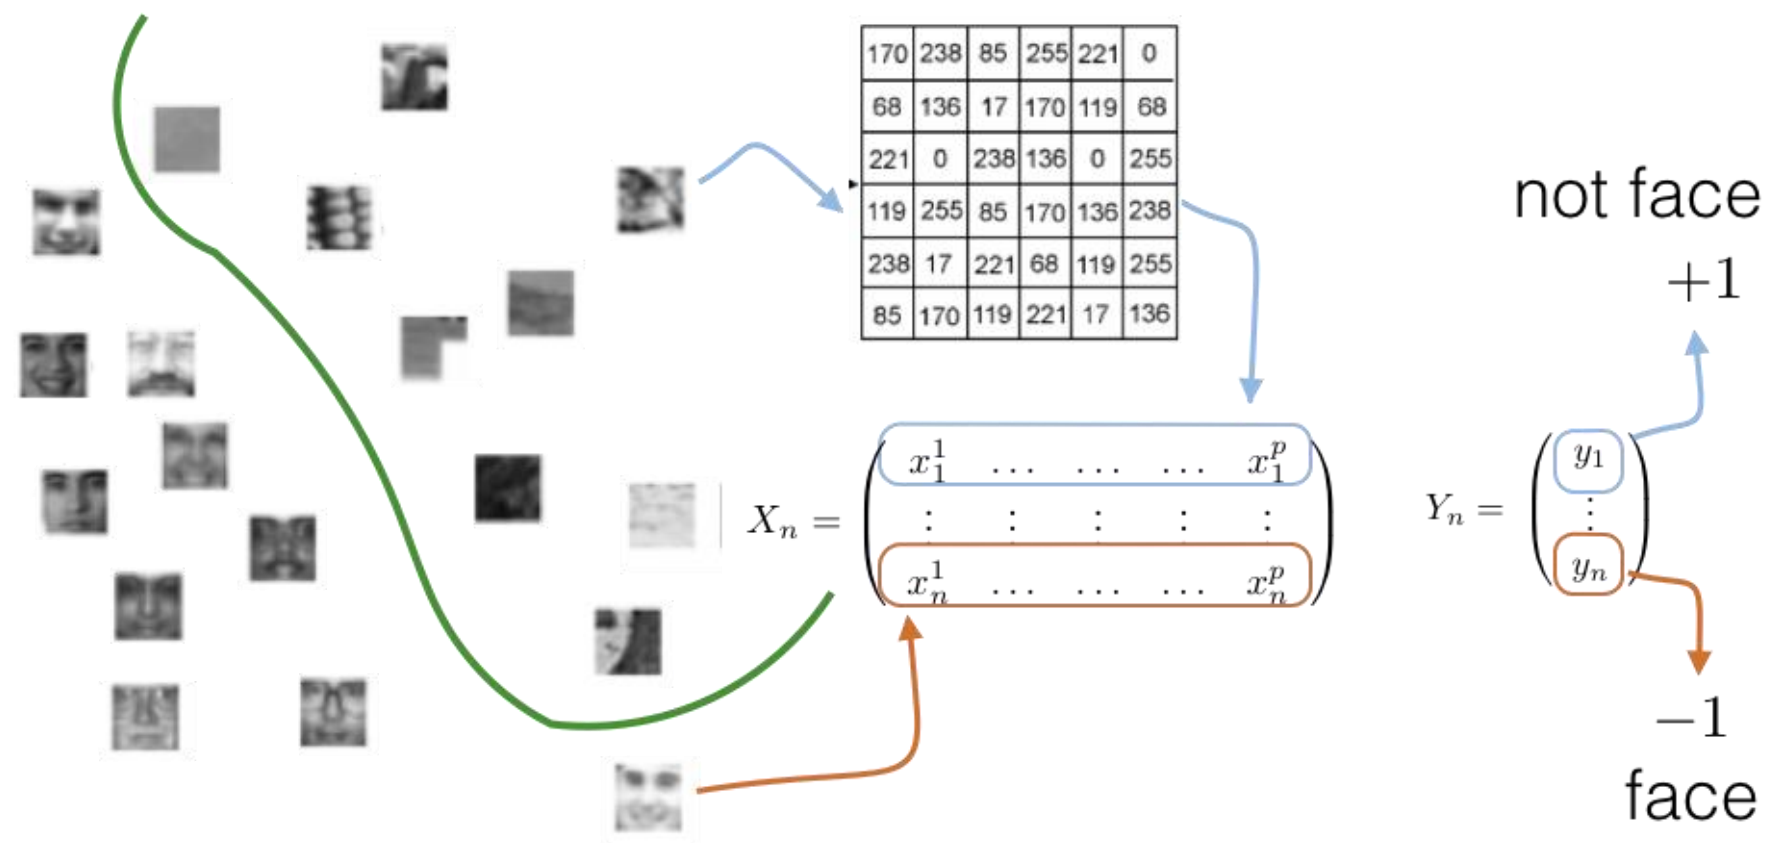 170 238 85 255 221 0
68 136 17 170 119 68
221 0 238 136 0 255
119 255 85 170 136 238
238 17 221 68 119 255
85 170 119 221 17 136
not face
+1
X_n = ( x_1^1 ... ... ... x_1^p
: : : : :
x_n^1 ... ... ... x_n^p )
Y_n = ( y_1
⋮
y_n )
−1
face